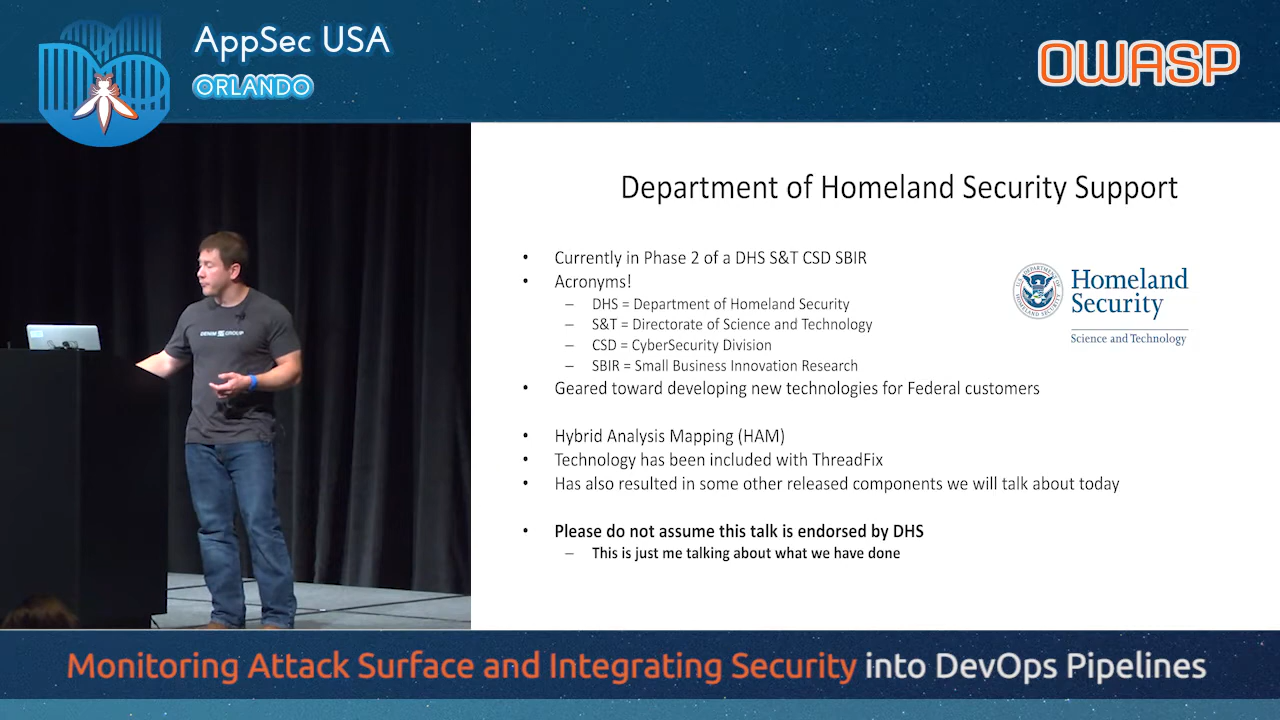 AppSec USA
ORLANDO
OWASP
DENIM GROUP
Department of Homeland Security Support
• Currently in Phase 2 of a DHS S&T CSD SBIR
• Acronyms!
– DHS = Department of Homeland Security
– S&T = Directorate of Science and Technology
– CSD = CyberSecurity Division
– SBIR = Small Business Innovation Research
• Geared toward developing new technologies for Federal customers
• Hybrid Analysis Mapping (HAM)
• Technology has been included with ThreadFix
• Has also resulted in some other released components we will talk about today
• Please do not assume this talk is endorsed by DHS
– This is just me talking about what we have done
Homeland
Security
Science and Technology
Monitoring Attack Surface and Integrating Security into DevOps Pipelines